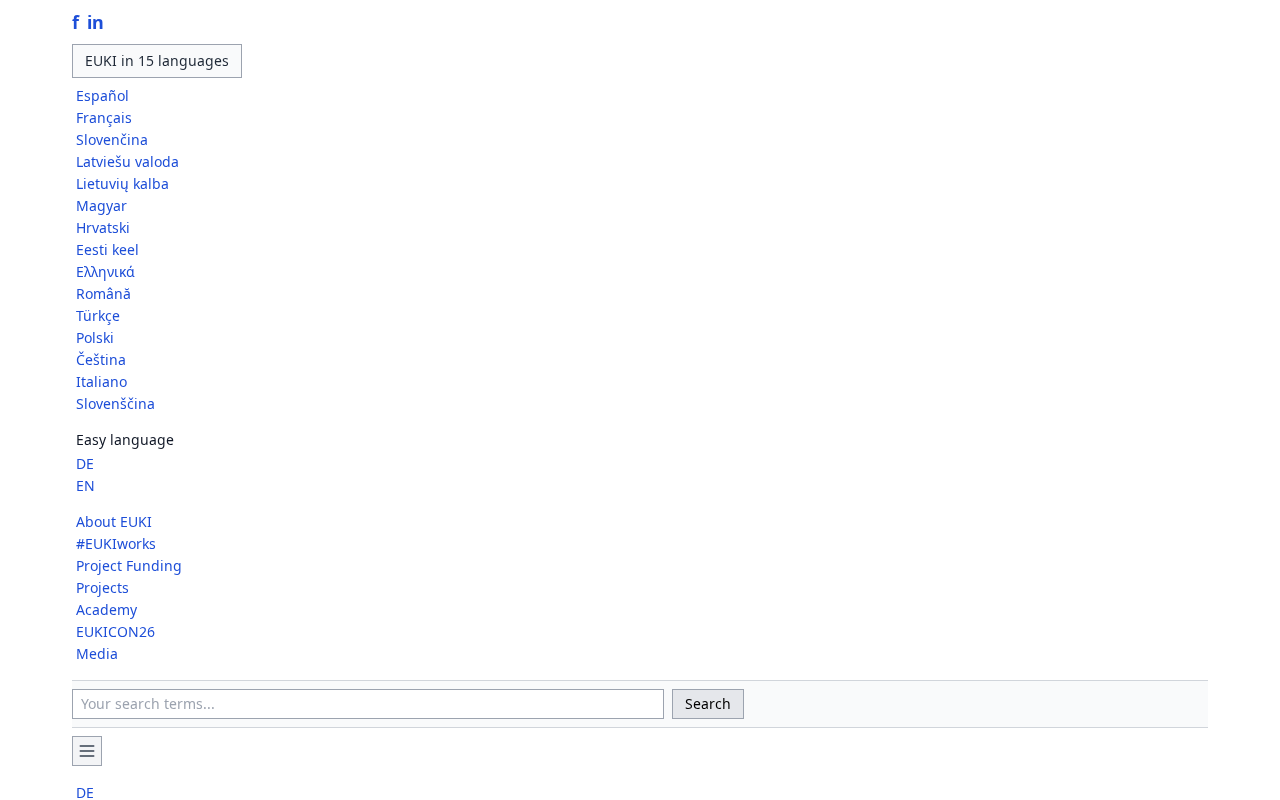 f in
EUKI in 15 languages
Español
Français
Slovenčina
Latviešu valoda
Lietuvių kalba
Magyar
Hrvatski
Eesti keel
Ελληνικά
Română
Türkçe
Polski
Čeština
Italiano
Slovenščina
Easy language
DE
EN
About EUKI
#EUKIworks
Project Funding
Projects
Academy
EUKICON26
Media
Your search terms...
Search
DE